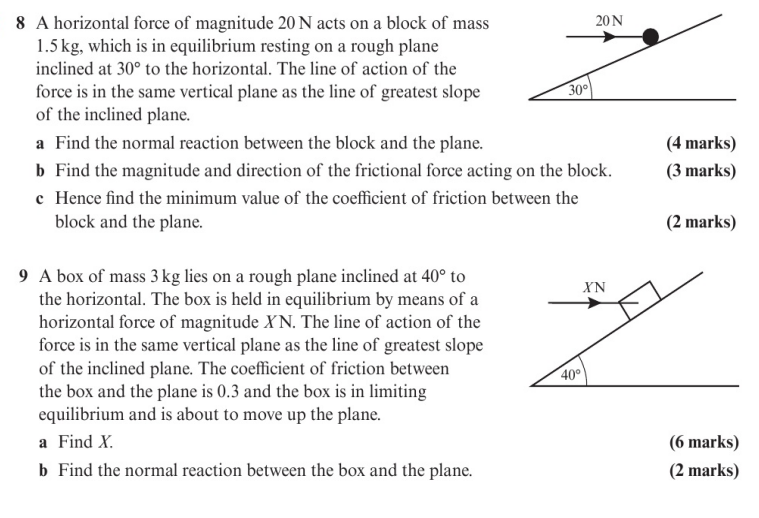 8 A horizontal force of magnitude 20 N acts on a block of mass
1.5 kg, which is in equilibrium resting on a rough plane
inclined at 30° to the horizontal. The line of action of the
force is in the same vertical plane as the line of greatest slope
of the inclined plane.
20 N
30°
a Find the normal reaction between the block and the plane. (4 marks)
b Find the magnitude and direction of the frictional force acting on the block. (3 marks)
c Hence find the minimum value of the coefficient of friction between the
block and the plane. (2 marks)
9 A box of mass 3 kg lies on a rough plane inclined at 40° to
the horizontal. The box is held in equilibrium by means of a
horizontal force of magnitude X N. The line of action of the
force is in the same vertical plane as the line of greatest slope
of the inclined plane. The coefficient of friction between
the box and the plane is 0.3 and the box is in limiting
equilibrium and is about to move up the plane.
X N
40°
a Find X. (6 marks)
b Find the normal reaction between the box and the plane. (2 marks)